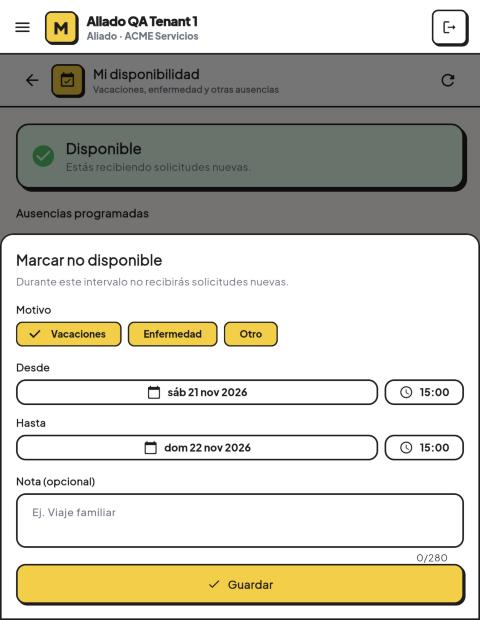 M
Aliado QA Tenant 1
Aliado · ACME Servicios
Mi disponibilidad
Vacaciones, enfermedad y otras ausencias
Disponible
Estás recibiendo solicitudes nuevas.
Ausencias programadas
Marcar no disponible
Durante este intervalo no recibirás solicitudes nuevas.
Motivo
Vacaciones Enfermedad Otro
Desde
sáb 21 nov 2026 15:00
Hasta
dom 22 nov 2026 15:00
Nota (opcional)
Ej. Viaje familiar
0/280
Guardar